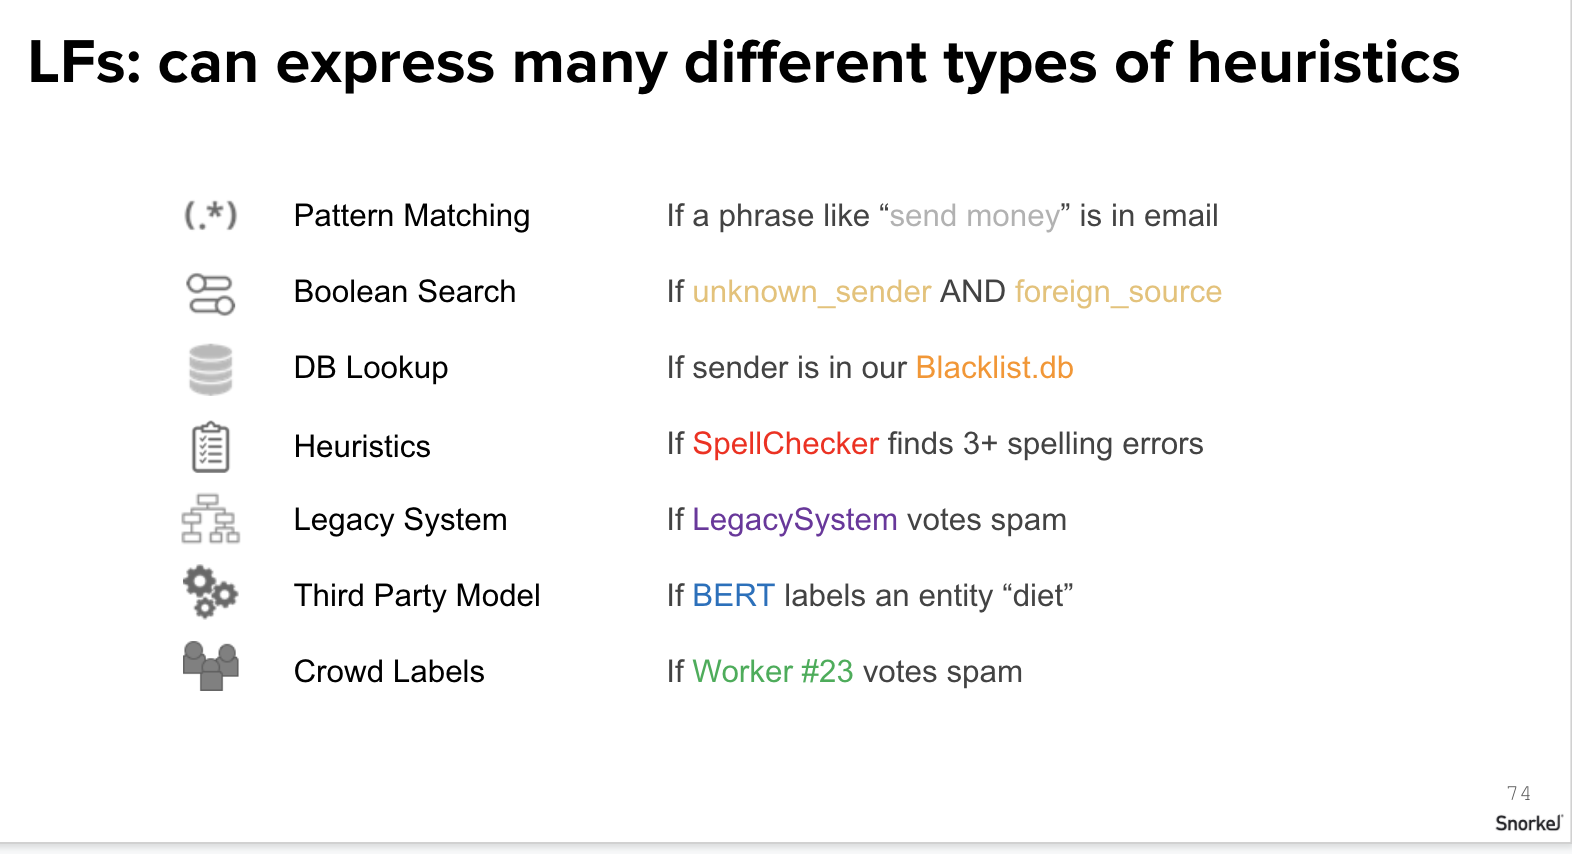 LFs: can express many different types of heuristics
(.*) Pattern Matching If a phrase like “send money” is in email
Boolean Search If unknown_sender AND foreign_source
DB Lookup If sender is in our Blacklist.db
Heuristics If SpellChecker finds 3+ spelling errors
Legacy System If LegacySystem votes spam
Third Party Model If BERT labels an entity “diet”
Crowd Labels If Worker #23 votes spam
74
Snorkel